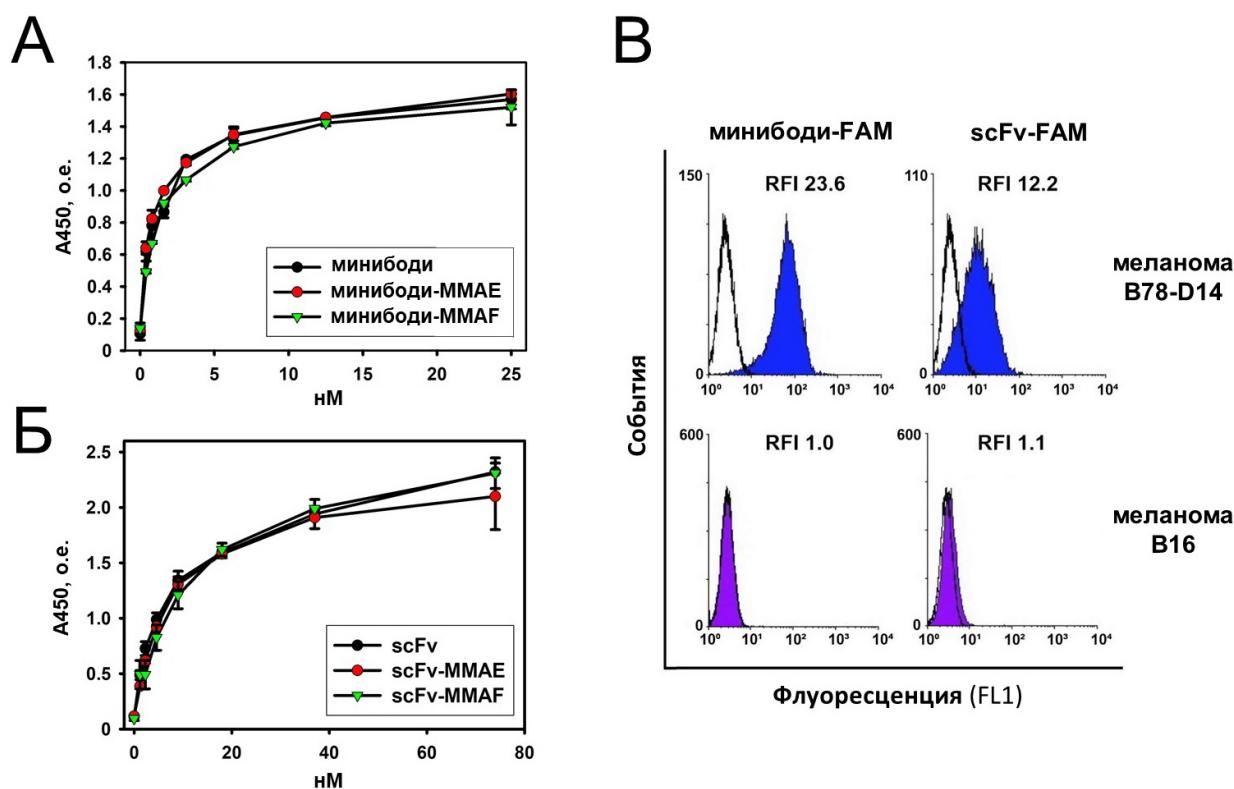 А
1.8
1.6
1.4
1.2
1.0
0.8
0.6
0.4
0.2
0.0
А450, о.е.
минибоди
минибоди-MMAE
минибоди-MMAF
0
5
10
15
20
25
нМ
Б
2.5
2.0
1.5
1.0
0.5
0
А450, о.е.
scFv
scFv-MMAE
scFv-MMAF
0
20
40
60
80
нМ
В
минибоди-FAM
scFv-FAM
150
RFI 23.6
0
10⁰ 10¹ 10² 10³ 10⁴
110
RFI 12.2
0
10⁰ 10¹ 10² 10³ 10⁴
меланома
B78-D14
600
RFI 1.0
0
10⁰ 10¹ 10² 10³ 10⁴
600
RFI 1.1
0
10⁰ 10¹ 10² 10³ 10⁴
меланома
B16
События
Флуоресценция (FL1)